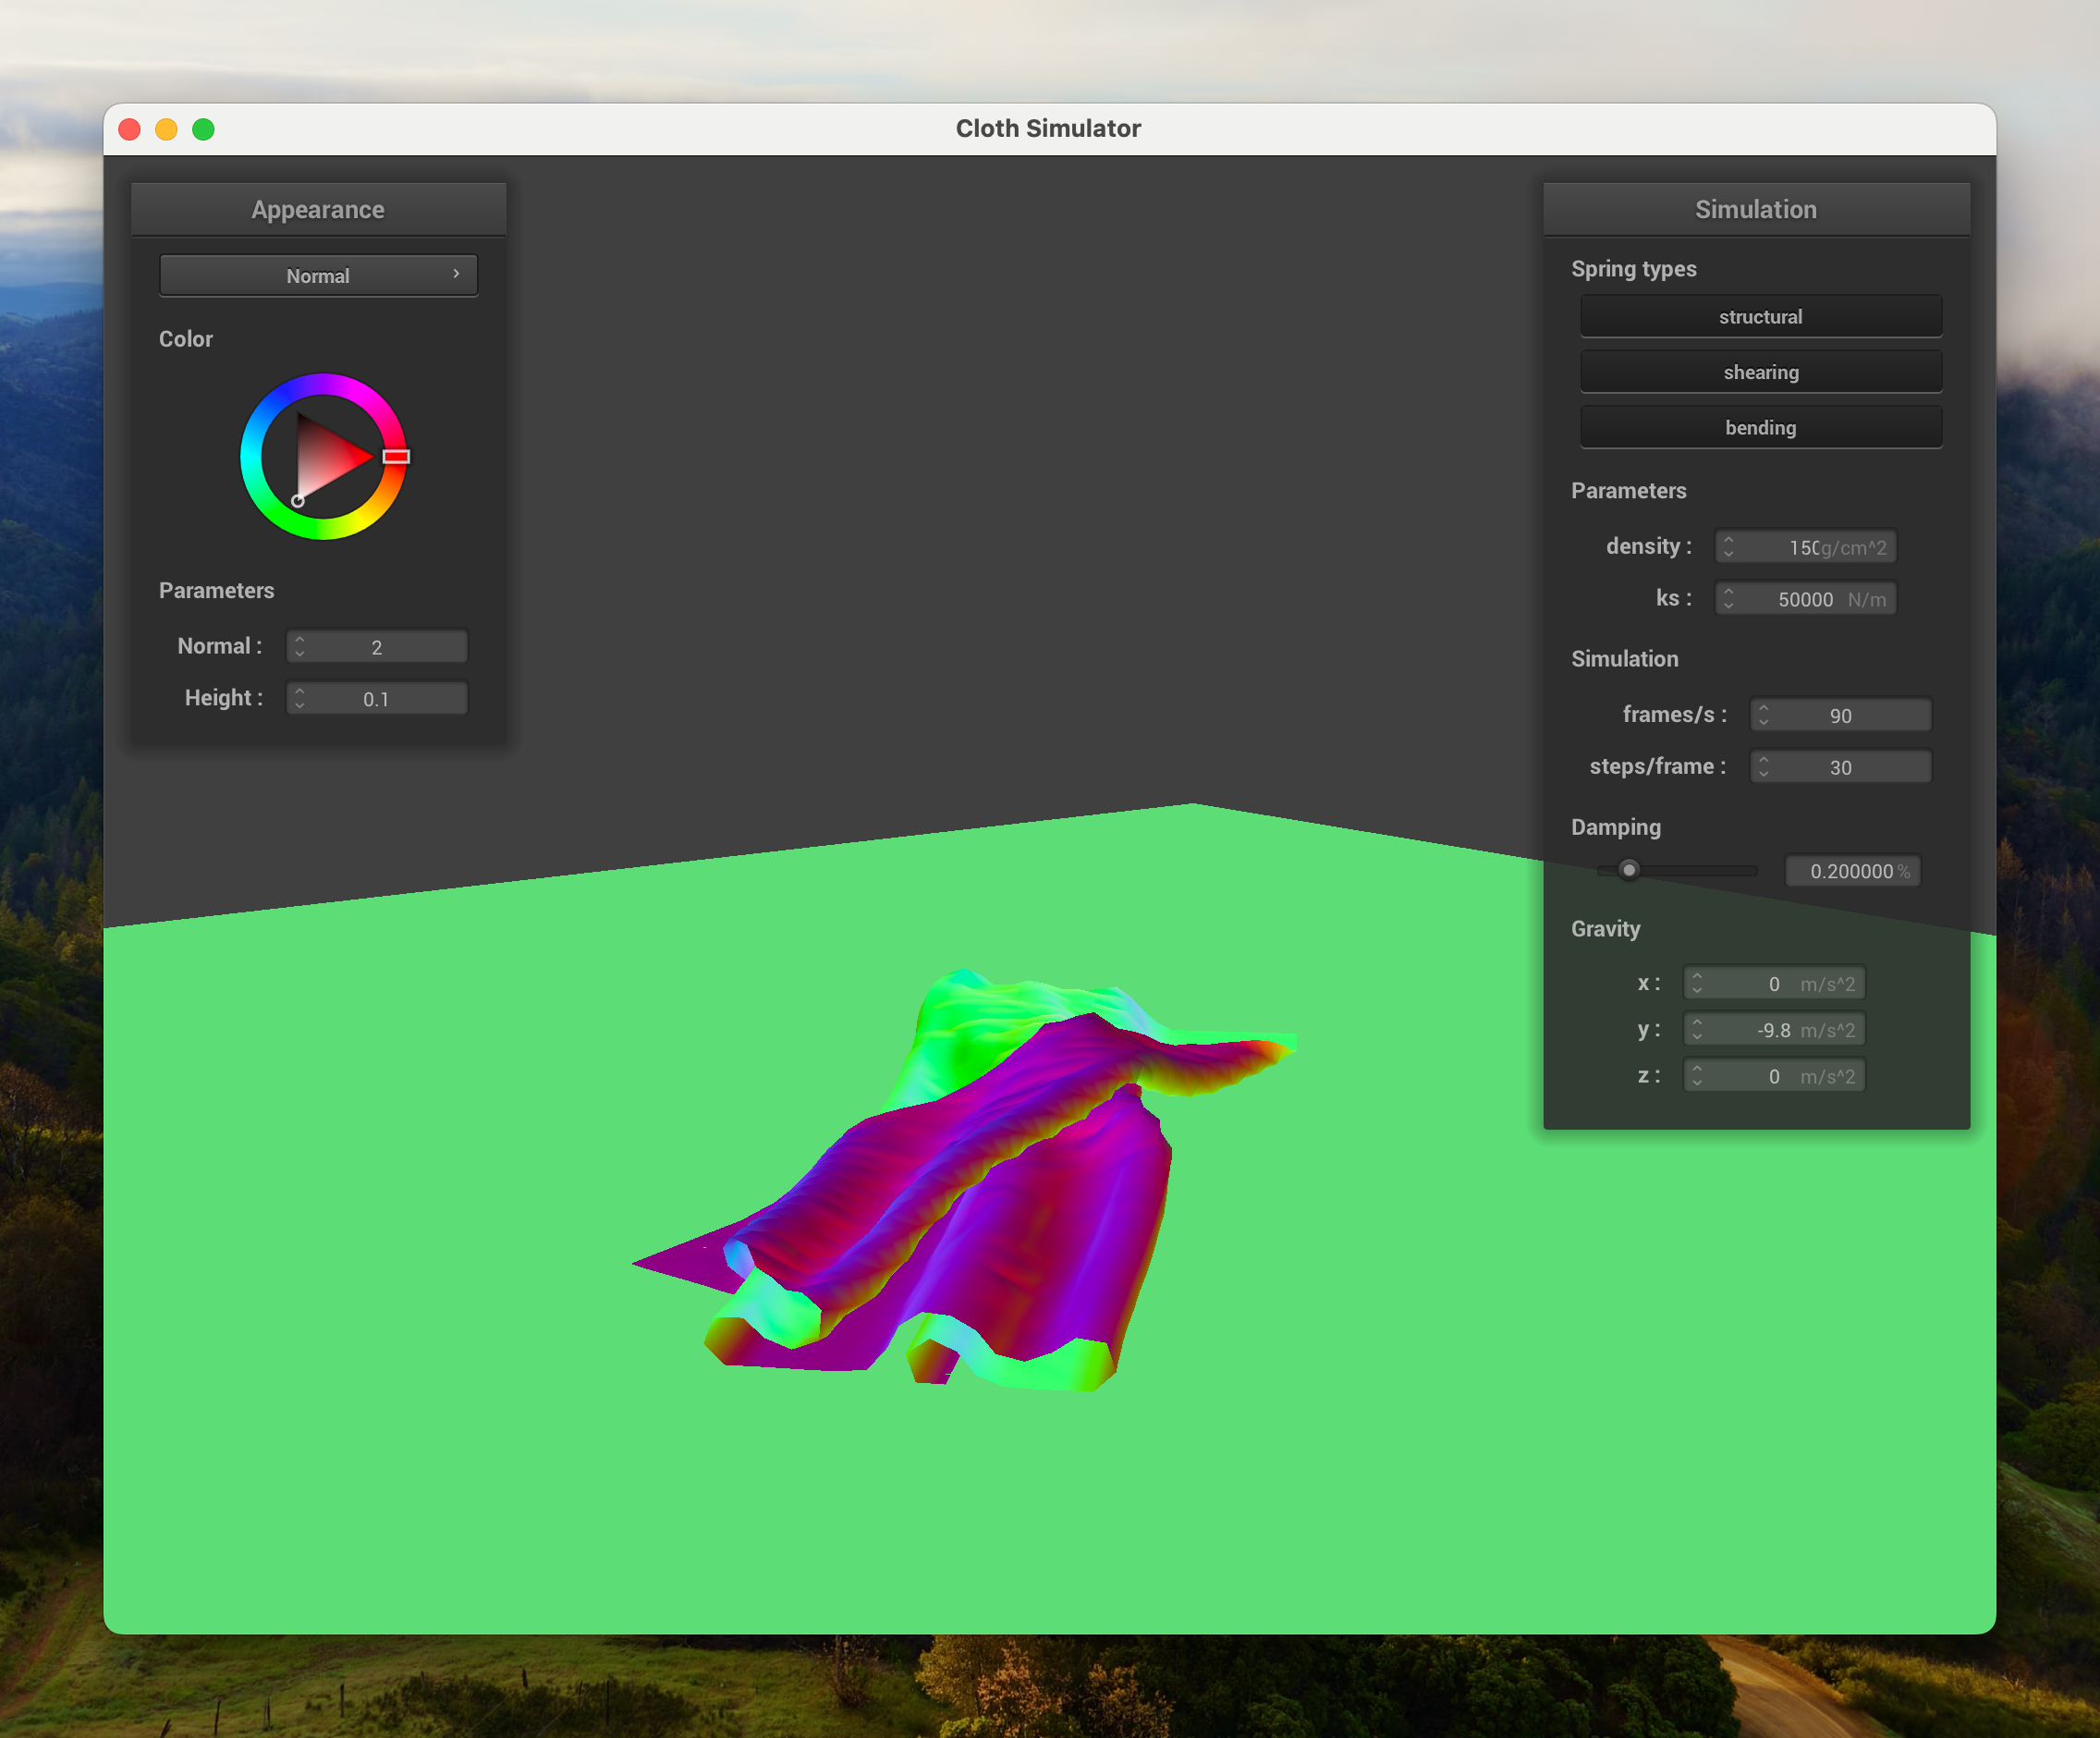 Cloth Simulator
Appearance
Normal
Color
Parameters
Normal : 2
Height : 0.1
Simulation
Spring types
structural
shearing
bending
Parameters
density : 150 g/cm^2
ks : 50000 N/m
Simulation
frames/s : 90
steps/frame : 30
Damping
0.200000 %
Gravity
x : 0 m/s^2
y : -9.8 m/s^2
z : 0 m/s^2